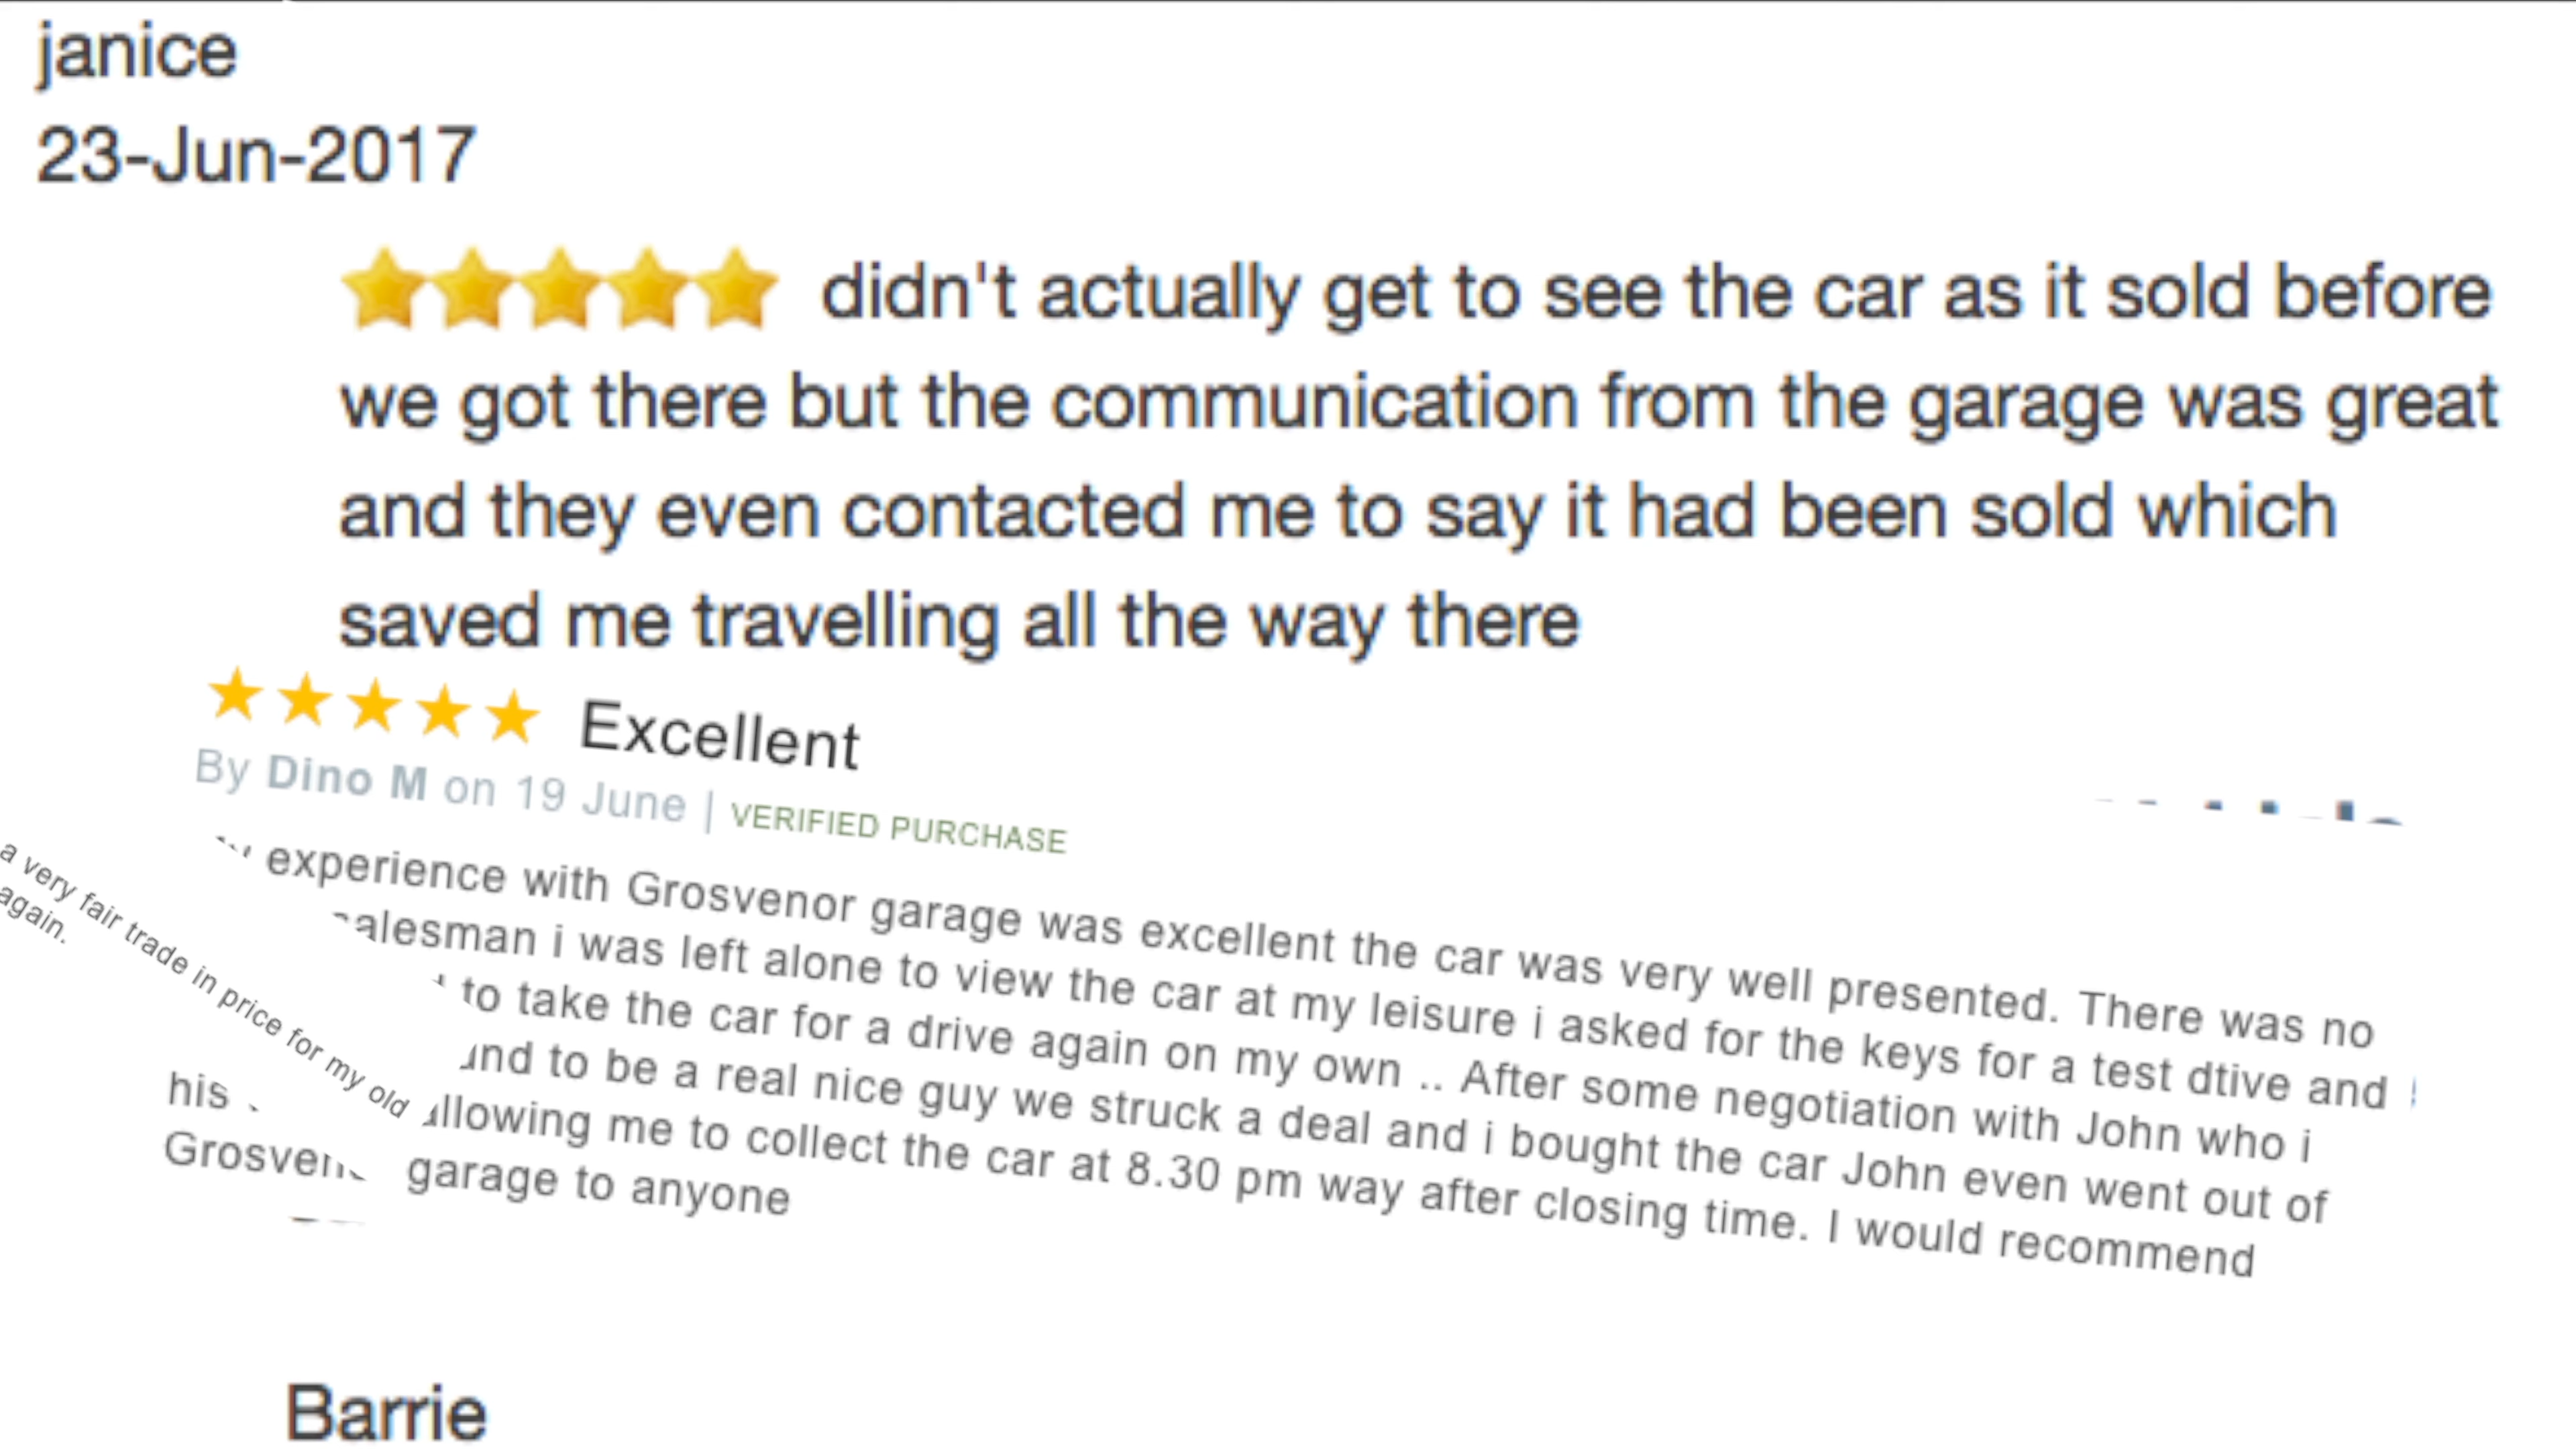 janice
23-Jun-2017
didn't actually get to see the car as it sold before
we got there but the communication from the garage was great
and they even contacted me to say it had been sold which
saved me travelling all the way there
Excellent
By Dino M on 19 June | VERIFIED PURCHASE
experience with Grosvenor garage was excellent the car was very well presented. There was no
i was left alone to view the car at my leisure i asked for the keys for a test dtive and
to take the car for a drive again on my own .. After some negotiation with John who i
to be a real nice guy we struck a deal and i bought the car John even went out of
his me to collect the car at 8.30 pm way after closing time. I would recommend
garage to anyone
a very fair trade in price for my old
again.
Barrie